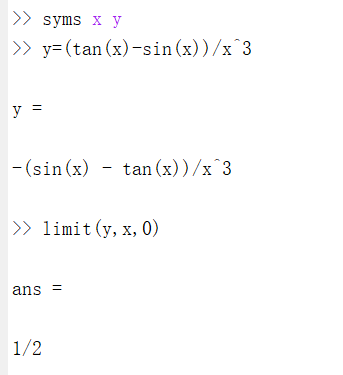 >> syms x y
>> y=(tan(x)-sin(x))/x^3
y =
-(sin(x) - tan(x))/x^3
>> limit(y,x,0)
ans =
1/2